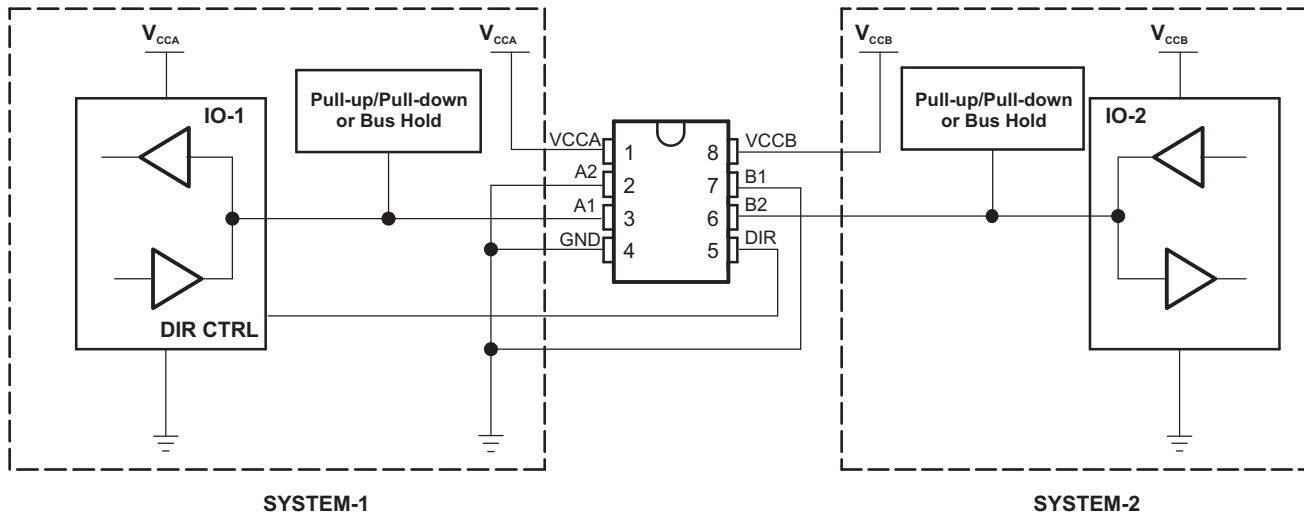 V_CCA
V_CCA
V_CCB
V_CCB
IO-1
Pull-up/Pull-down
or Bus Hold
Pull-up/Pull-down
or Bus Hold
IO-2
VCCA
1
8
VCCB
A2
2
7
B1
A1
3
6
B2
GND
4
5
DIR
DIR CTRL
SYSTEM-1
SYSTEM-2